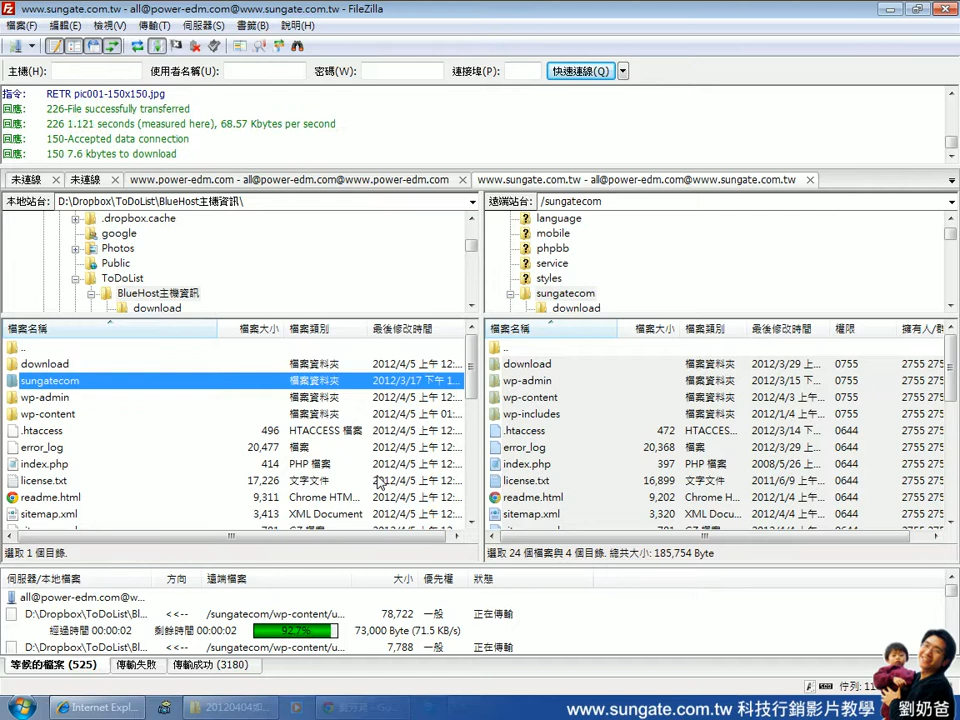 www.sungate.com.tw - all@power-edm.com@www.sungate.com.tw - FileZilla
檔案(F) 編輯(E) 檢視(V) 傳輸(T) 伺服器(S) 書籤(B) 說明(H)
主機(H): 使用者名稱(U): 密碼(W): 連接埠(P): 快速連線(Q)
指令: RETR pic001-150x150.jpg
回應: 226-File successfully transferred
回應: 226 1.121 seconds (measured here), 68.57 Kbytes per second
回應: 150-Accepted data connection
回應: 150 7.6 kbytes to download
未連線 未連線 www.power-edm.com - all@power-edm.com@www.power-edm.com www.sungate.com.tw - all@power-edm.com@www.sungate.com.tw
本地站台: D:\Dropbox\ToDoList\BlueHost主機資訊\
.dropbox.cache
google
Photos
Public
ToDoList
BlueHost主機資訊
download
遠端站台: /sungatecom
language
mobile
phpbb
service
styles
sungatecom
download
檔案名稱 檔案大小 檔案類別 最後修改時間
..
download 檔案資料夾 2012/4/5 上午 12:...
sungatecom 檔案資料夾 2012/3/17 下午 1...
wp-admin 檔案資料夾 2012/4/5 上午 12:...
wp-content 檔案資料夾 2012/4/5 上午 01:...
.htaccess 496 HTACCESS 檔案 2012/4/5 上午 12:...
error_log 20,477 檔案 2012/4/5 上午 12:...
index.php 414 PHP 檔案 2012/4/5 上午 12:...
license.txt 17,226 文字文件 2012/4/5 上午 12:...
readme.html 9,311 Chrome HTM... 2012/4/5 上午 12:...
sitemap.xml 3,413 XML Document 2012/4/5 上午 12:...
選取 1 個目錄.
檔案名稱 檔案大小 檔案類別 最後修改時間 權限 擁有人/群
..
download 檔案資料夾 2012/3/29 上... 0755 2755 275
wp-admin 檔案資料夾 2012/3/15 下... 0755 2755 275
wp-content 檔案資料夾 2012/4/3 上午... 0755 2755 275
wp-includes 檔案資料夾 2012/1/4 上午... 0755 2755 275
.htaccess 472 HTACCES... 2012/3/14 下... 0644 2755 275
error_log 20,368 檔案 2012/4/4 上午... 0644 2755 275
index.php 397 PHP 檔案 2008/5/26 上... 0644 2755 275
license.txt 16,899 文字文件 2011/6/9 上午... 0644 2755 275
readme.html 9,202 Chrome H... 2012/1/4 上午... 0644 2755 275
sitemap.xml 3,320 XML Docu... 2012/4/4 上午... 0644 2755 275
選取 24 個檔案與 4 個目錄. 總共大小: 185,754 Byte
伺服器/本地檔案 方向 遠端檔案 大小 優先權 狀態
all@power-edm.com@w...
D:\Dropbox\ToDoList\Bl... <<-- /sungatecom/wp-content/u... 78,722 一般 正在傳輸
經過時間 00:00:02 剩餘時間 00:00:02 92.7% 73,000 Byte (71.5 KB/s)
D:\Dropbox\ToDoList\Bl... <<-- /sungatecom/wp-content/u... 7,788 一般 正在傳輸
等候的檔案 (525) 傳輸失敗 傳輸成功 (3180)
佇列: 11
Internet Expl... 20120404如...
www.sungate.com.tw 科技行銷影片教學 劉奶爸